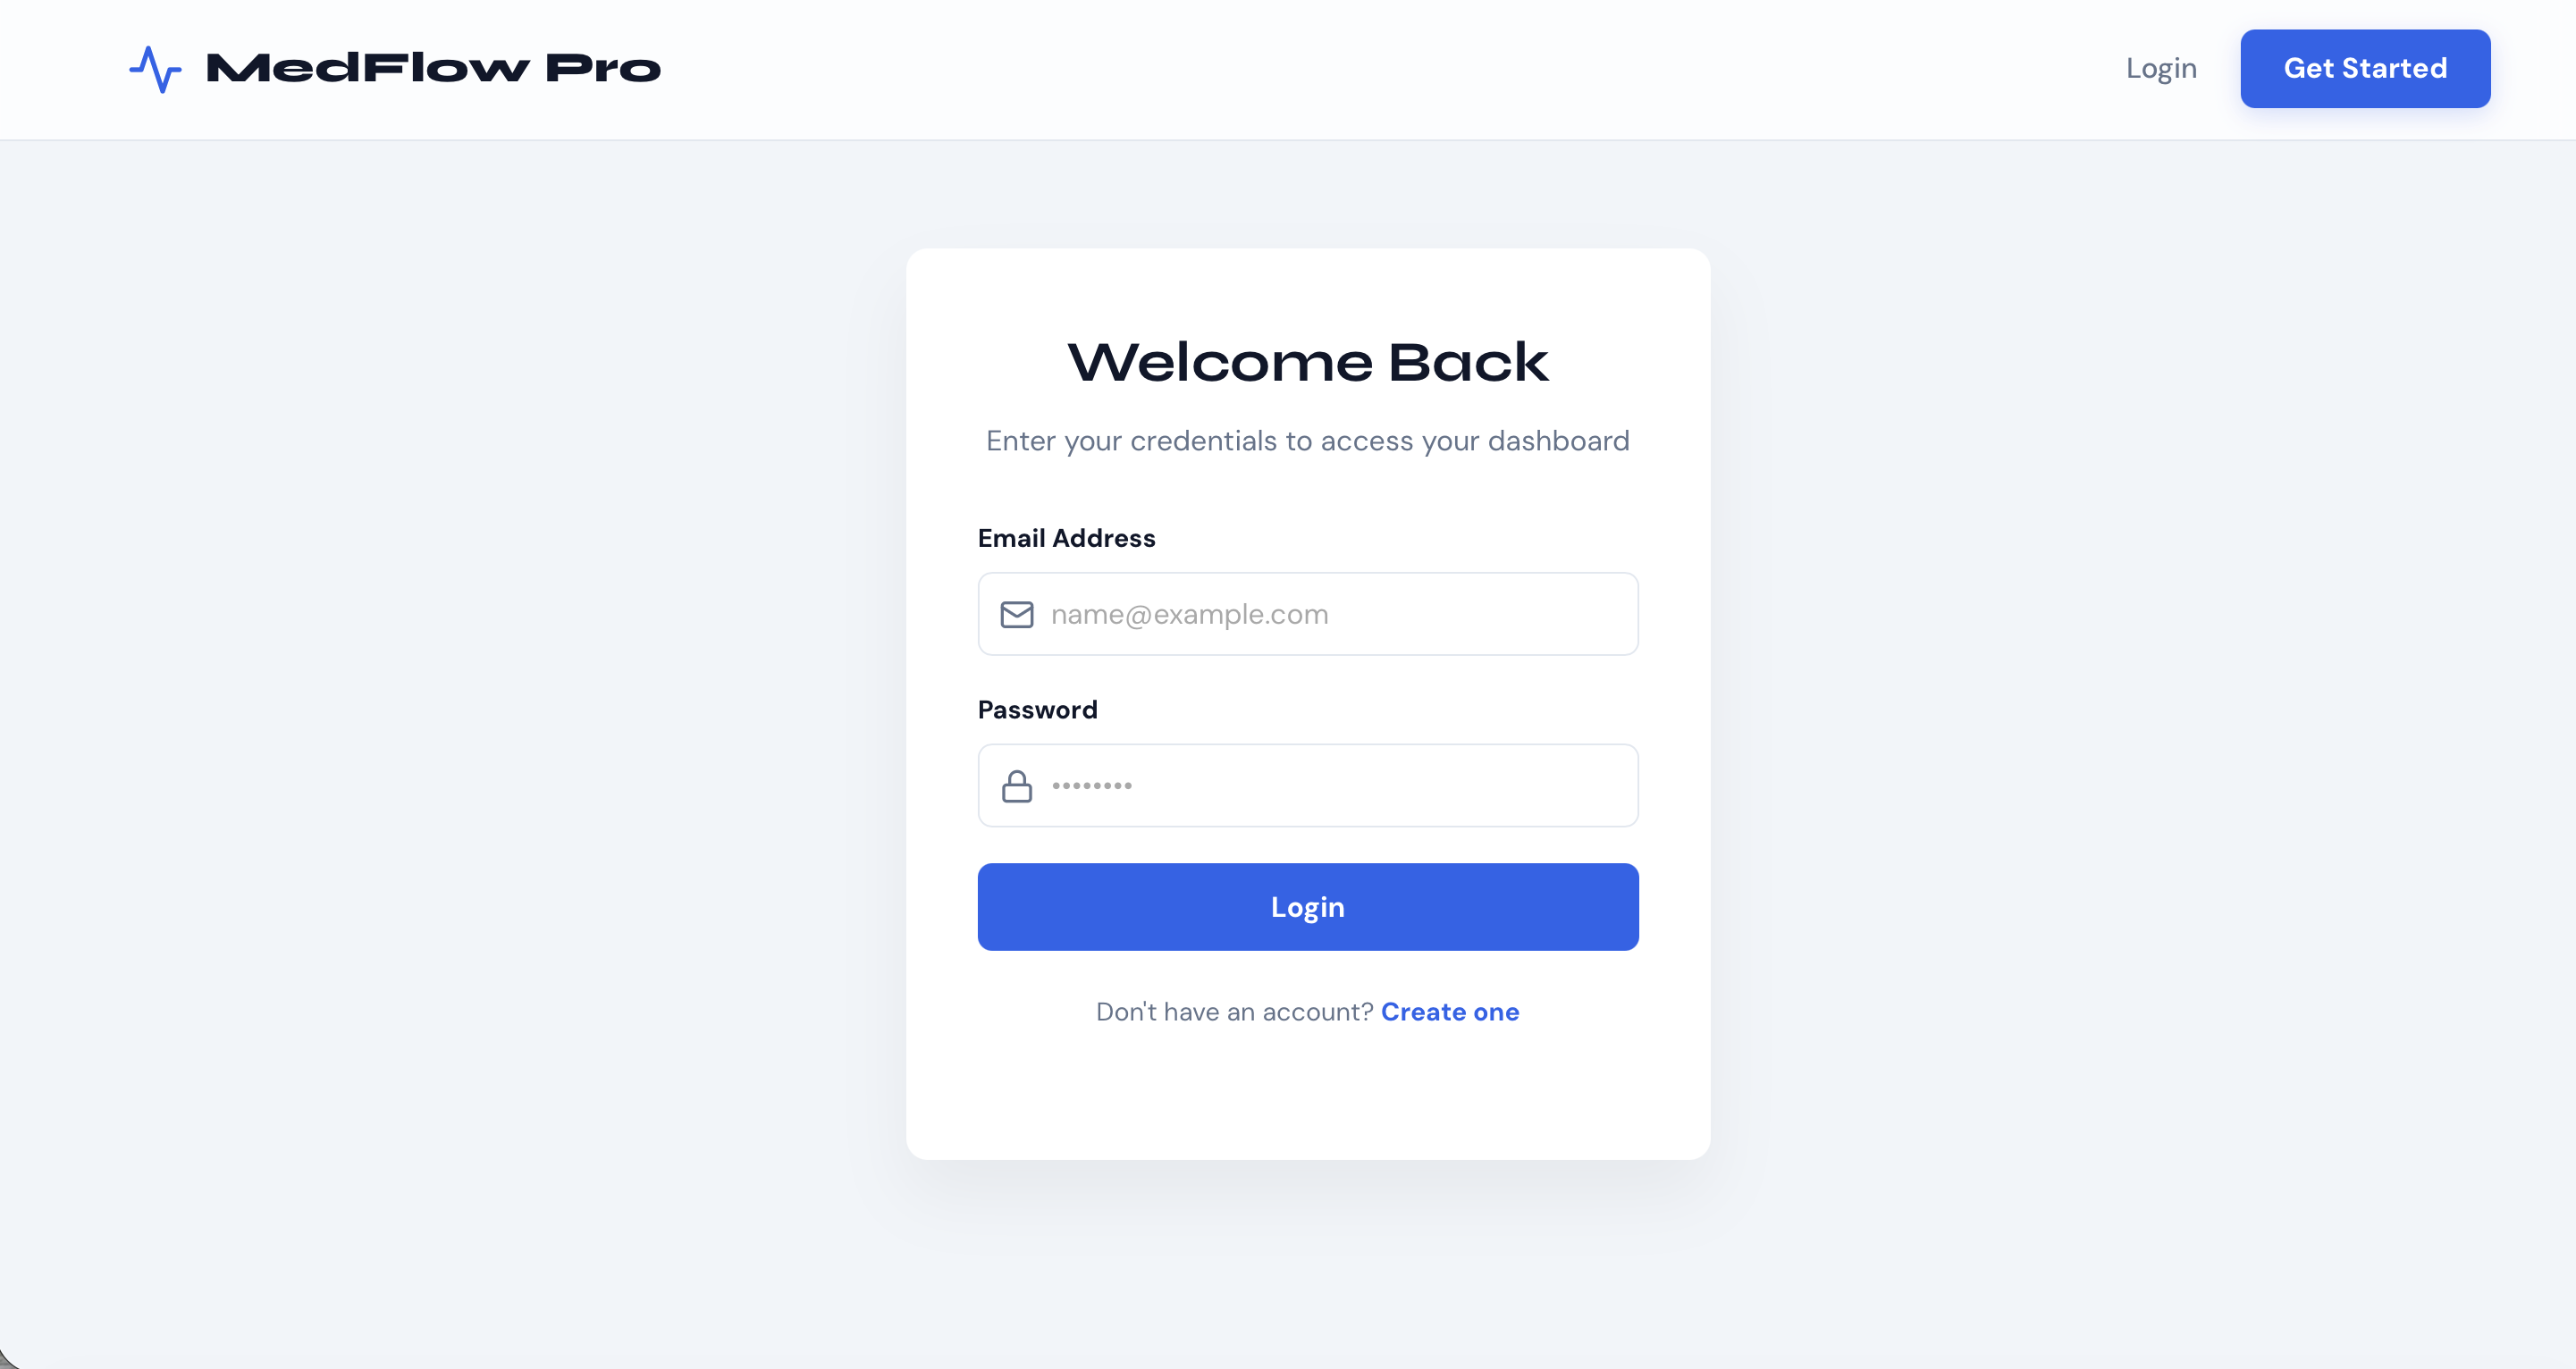 MedFlow Pro
Login
Get Started
Welcome Back
Enter your credentials to access your dashboard
Email Address
name@example.com
Password
••••••••
Login
Don't have an account? Create one